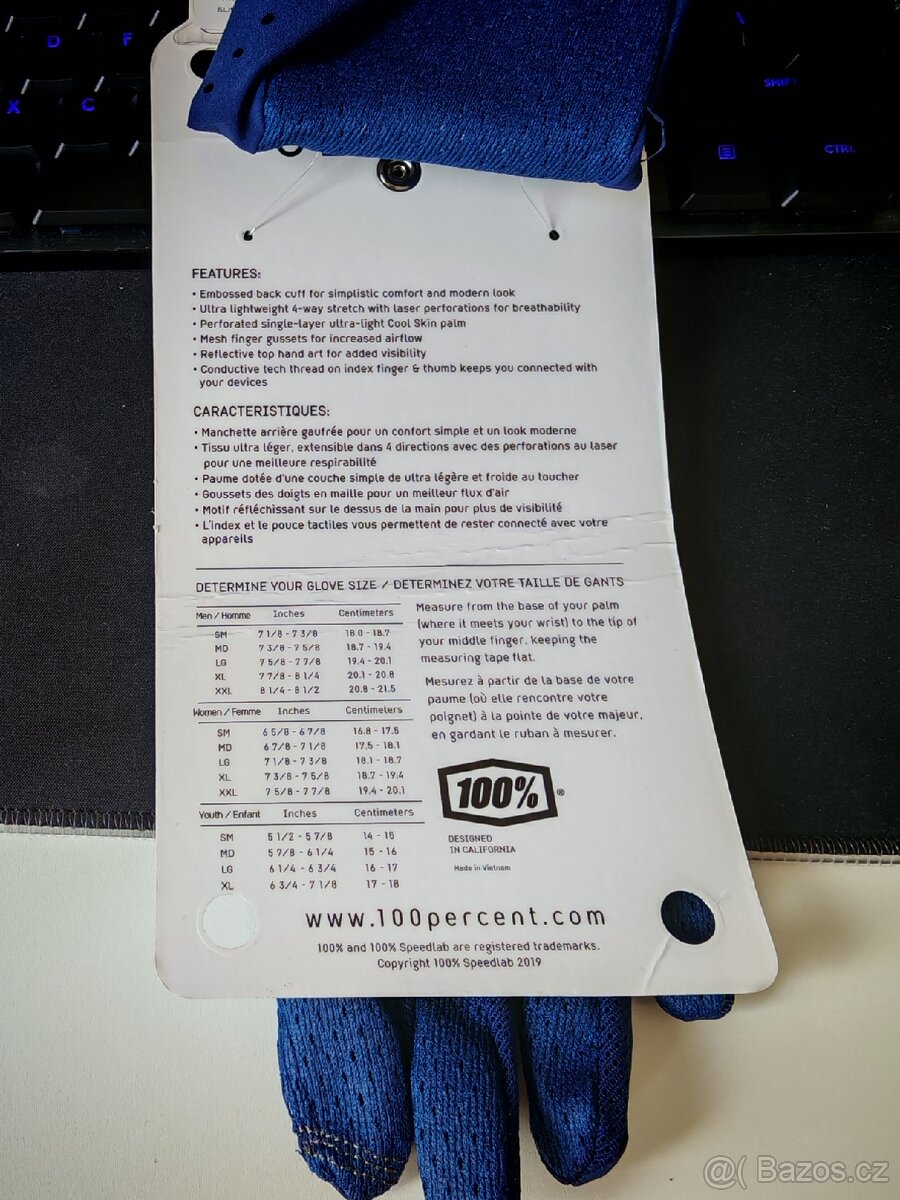 D
F
X
C
SHIFT
CTRL
FEATURES:
• Embossed back cuff for simplistic comfort and modern look
• Ultra lightweight 4-way stretch with laser perforations for breathability
• Perforated single-layer ultra-light Cool Skin palm
• Mesh finger gussets for increased airflow
• Reflective top hand art for added visibility
• Conductive tech thread on index finger & thumb keeps you connected with
your devices
CARACTERISTIQUES:
• Manchette arrière gaufrée pour un confort simple et un look moderne
• Tissu ultra léger, extensible dans 4 directions avec des perforations au laser
pour une meilleure respirabilité
• Paume dotée d'une couche simple de ultra légère et froide au toucher
• Goussets des doigts en maille pour un meilleur flux d'air
• Motif réfléchissant sur le dessus de la main pour plus de visibilité
• L'index et le pouce tactiles vous permettent de rester connecté avec votre
appareils
DETERMINE YOUR GLOVE SIZE / DETERMINEZ VOTRE TAILLE DE GANTS
Men / Homme Inches Centimeters
SM 7 1/8 - 7 3/8 18.0 - 18.7
MD 7 3/8 - 7 5/8 18.7 - 19.4
LG 7 5/8 - 7 7/8 19.4 - 20.1
XL 7 7/8 - 8 1/4 20.1 - 20.8
XXL 8 1/4 - 8 1/2 20.8 - 21.5
Women / Femme Inches Centimeters
SM 6 5/8 - 6 7/8 16.8 - 17.5
MD 6 7/8 - 7 1/8 17.5 - 18.1
LG 7 1/8 - 7 3/8 18.1 - 18.7
XL 7 3/8 - 7 5/8 18.7 - 19.4
XXL 7 5/8 - 7 7/8 19.4 - 20.1
Youth / Enfant Inches Centimeters
SM 5 1/2 - 5 7/8 14 - 15
MD 5 7/8 - 6 1/4 15 - 16
LG 6 1/4 - 6 3/4 16 - 17
XL 6 3/4 - 7 1/8 17 - 18
Measure from the base of your palm
(where it meets your wrist) to the tip of
your middle finger, keeping the
measuring tape flat.
Mesurez à partir de la base de votre
paume (où elle rencontre votre
poignet) à la pointe de votre majeur,
en gardant le ruban à mesurer.
100%®
DESIGNED
IN CALIFORNIA
Made in Vietnam
www.100percent.com
100% and 100% Speedlab are registered trademarks.
Copyright 100% Speedlab 2019
@( Bazos.cz